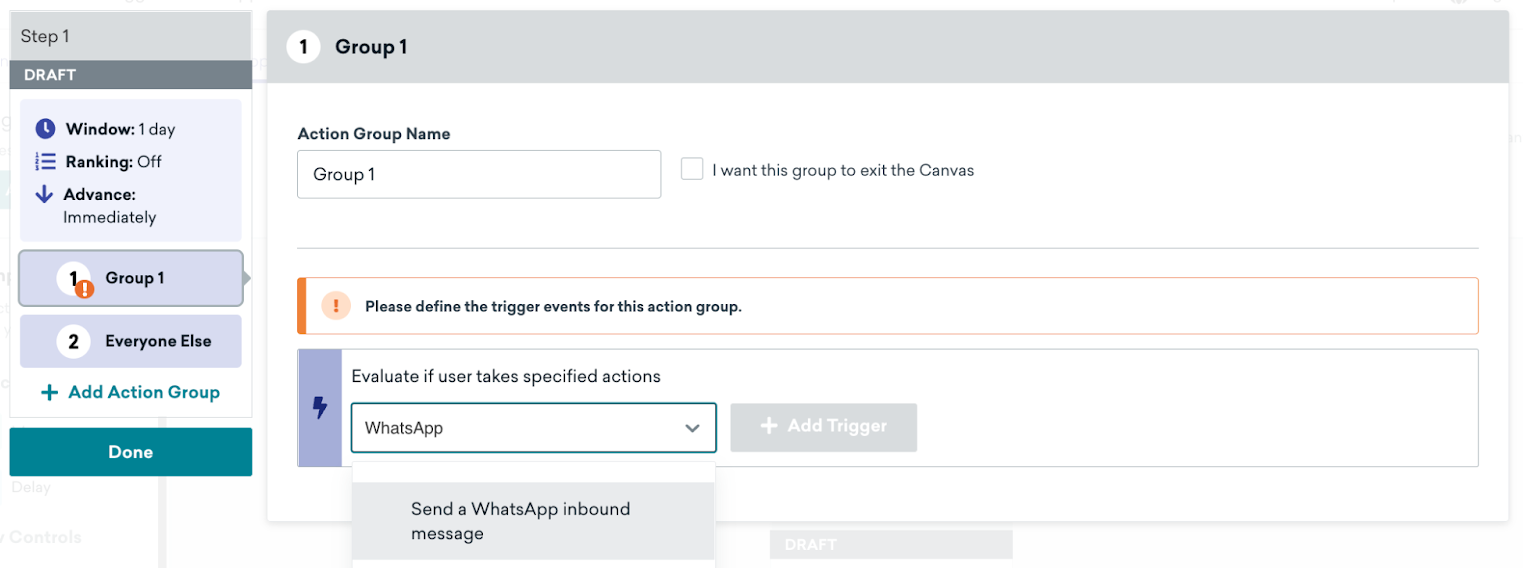 Step 1
DRAFT
Window: 1 day
Ranking: Off
Advance:
Immediately
1
Group 1
2
Everyone Else
+ Add Action Group
Done
Delay
Controls
1
Group 1
Action Group Name
Group 1
I want this group to exit the Canvas
! Please define the trigger events for this action group.
Evaluate if user takes specified actions
WhatsApp
+ Add Trigger
Send a WhatsApp inbound
message
DRAFT